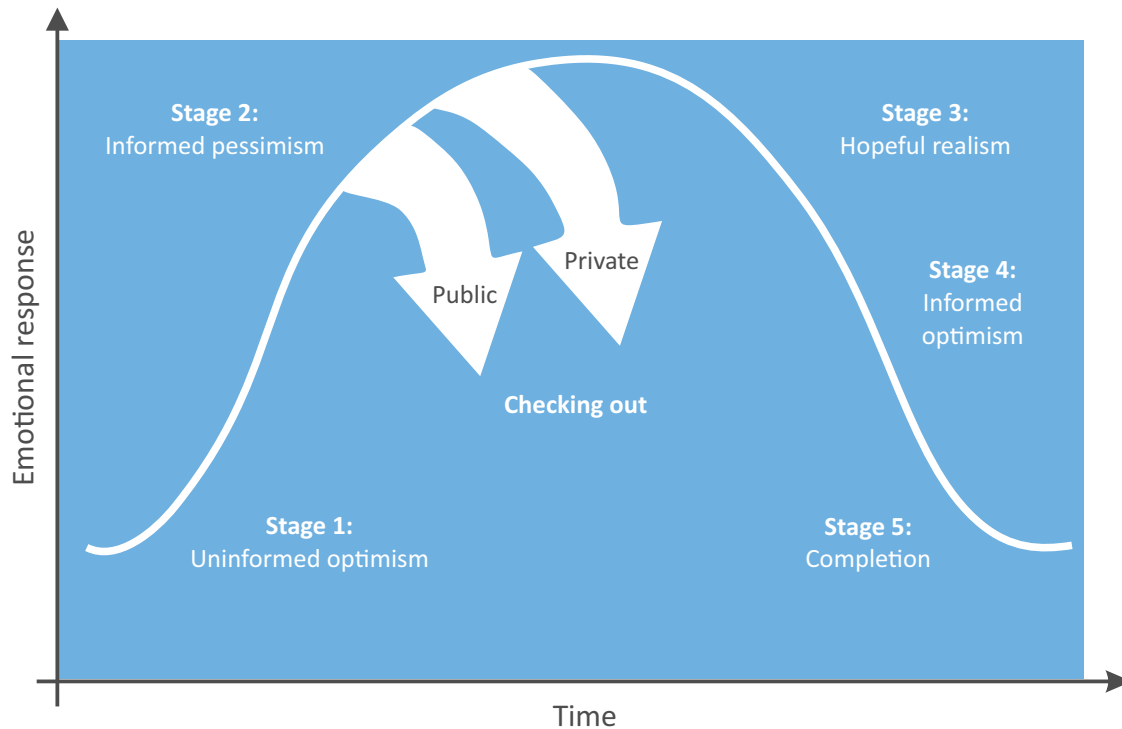 Emotional response
Stage 2:
Informed pessimism
Stage 3:
Hopeful realism
Private
Public
Stage 4:
Informed
optimism
Checking out
Stage 1:
Uninformed optimism
Stage 5:
Completion
Time